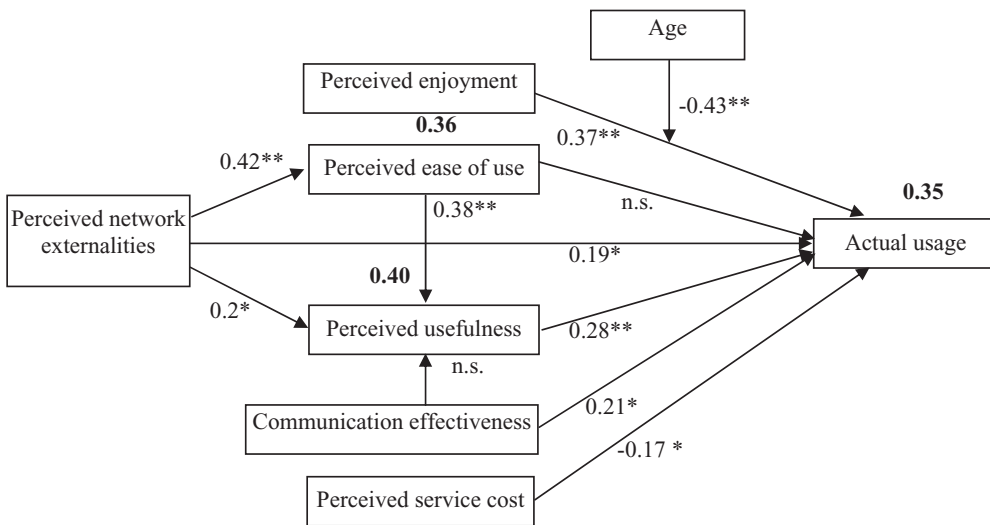 Age
Perceived enjoyment
-0.43**
0.36
0.37**
0.42**
Perceived ease of use
n.s.
0.38**
0.35
Perceived network
externalities
Actual usage
0.19*
0.40
0.2*
Perceived usefulness
0.28**
n.s.
Communication effectiveness
0.21*
-0.17 *
Perceived service cost